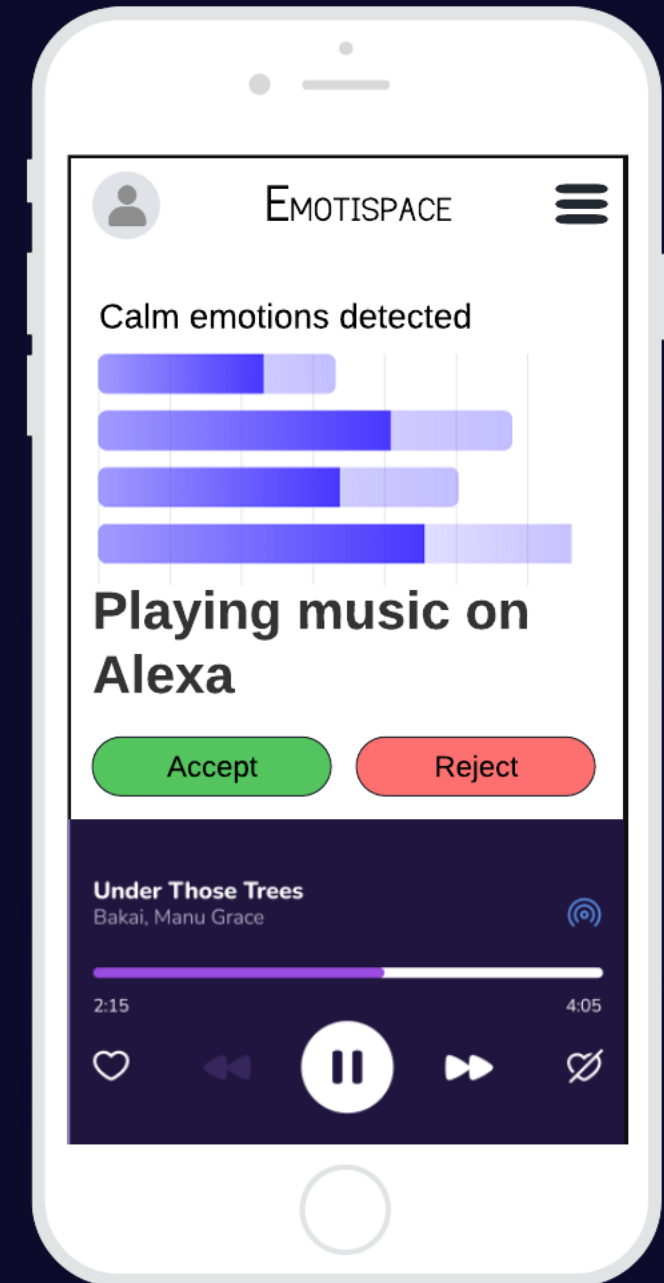 EMOTISPACE
Calm emotions detected
Playing music on
Alexa
Accept Reject
Under Those Trees
Bakai, Manu Grace
2:15 4:05